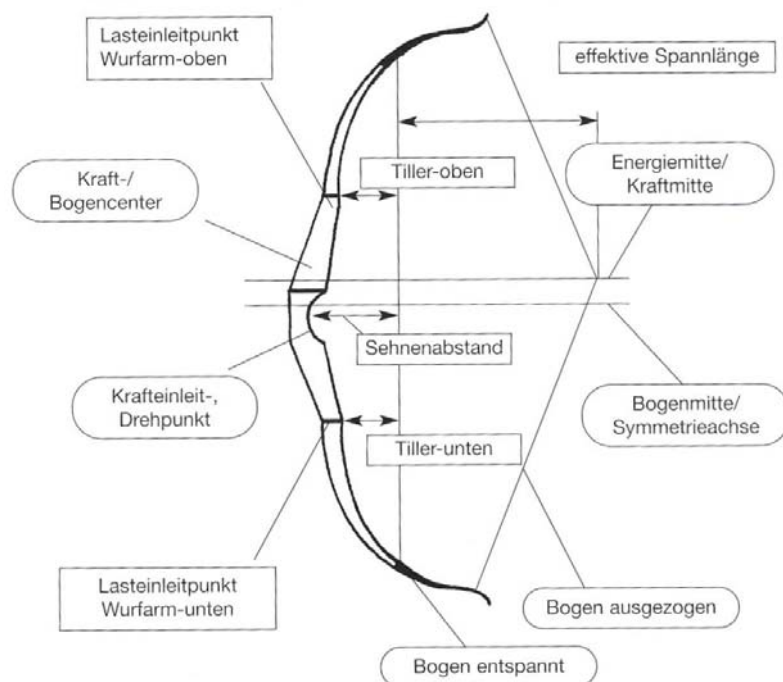 Lasteinleitpunkt
Wurfarm-oben
effektive Spannlänge
Kraft-/
Bogencenter
Tiller-oben
Energiemitte/
Kraftmitte
Sehnenabstand
Krafteinleit-,
Drehpunkt
Bogenmitte/
Symmetrieachse
Tiller-unten
Lasteinleitpunkt
Wurfarm-unten
Bogen ausgezogen
Bogen entspannt